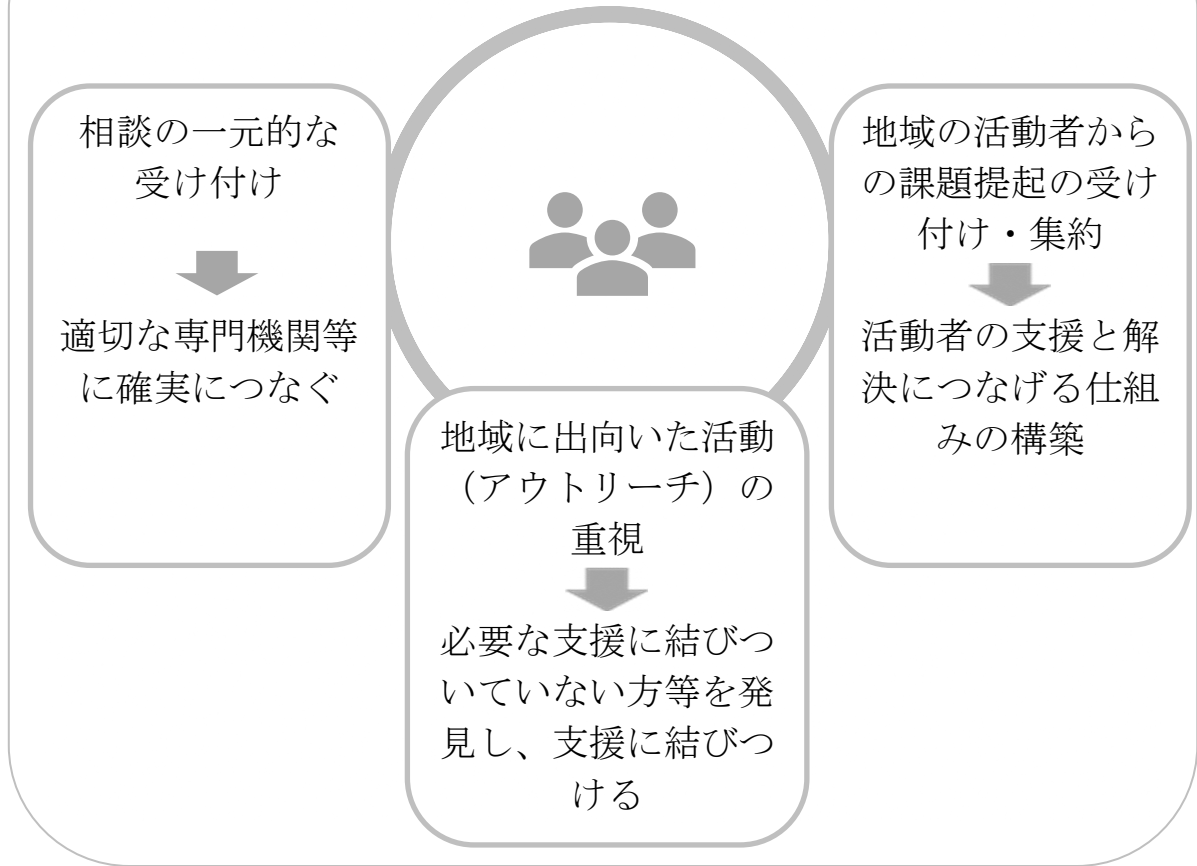 相談の一元的な
受け付け
適切な専門機関等
に確実につなぐ
地域に出向いた活動
（アウトリーチ）の
重視
必要な支援に結びつ
いていない方等を発
見し、支援に結びつ
ける
地域の活動者から
の課題提起の受け
付け・集約
活動者の支援と解
決につなげる仕組
みの構築